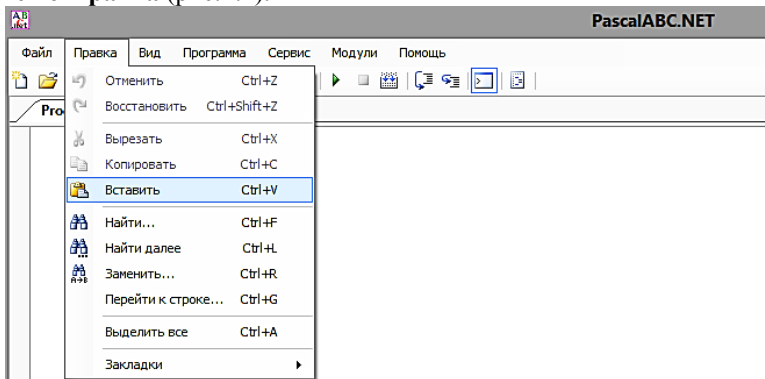 PascalABC.NET
Файл Правка Вид Программа Сервис Модули Помощь
Отменить Ctrl+Z
Pro
Восстановить Ctrl+Shift+Z
Вырезать Ctrl+X
Копировать Ctrl+C
Вставить Ctrl+V
Найти... Ctrl+F
Найти далее Ctrl+L
Заменить... Ctrl+R
Перейти к строке... Ctrl+G
Выделить все Ctrl+A
Закладки